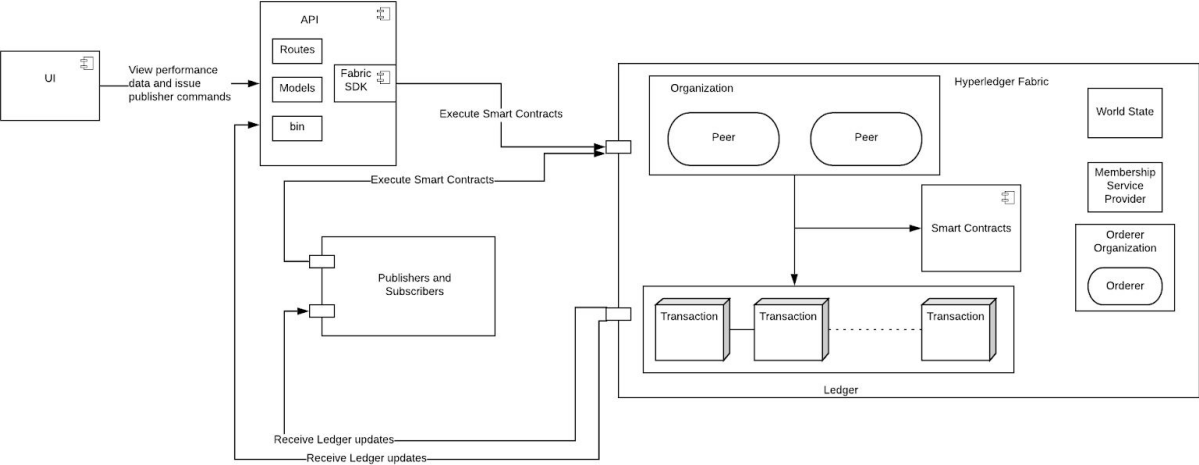 UI
View performance
data and issue
publisher commands
API
Routes
Models
bin
Fabric
SDK
Execute Smart Contracts
Execute Smart Contracts
Publishers and
Subscribers
Receive Ledger updates
Receive Ledger updates
Hyperledger Fabric
Organization
Peer
Peer
World State
Membership
Service
Provider
Smart Contracts
Orderer
Organization
Orderer
Transaction
Transaction
Transaction
Ledger